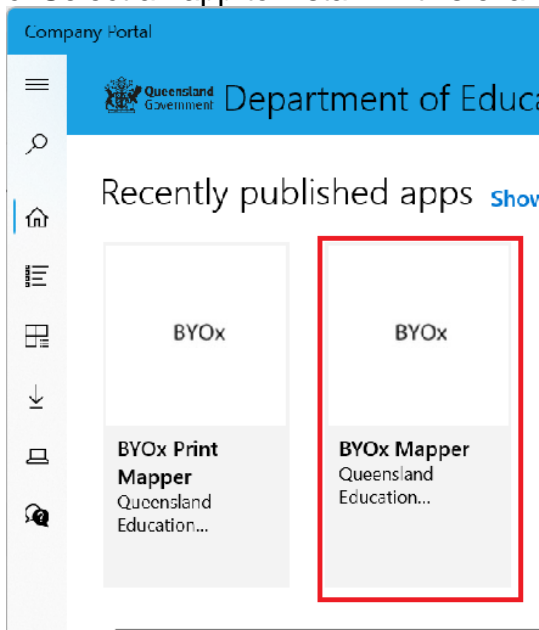 Company Portal
Queensland
Government
Department of Educa
Recently published apps Show
BYOx
BYOx
BYOx Print
Mapper
Queensland
Education...
BYOx Mapper
Queensland
Education...